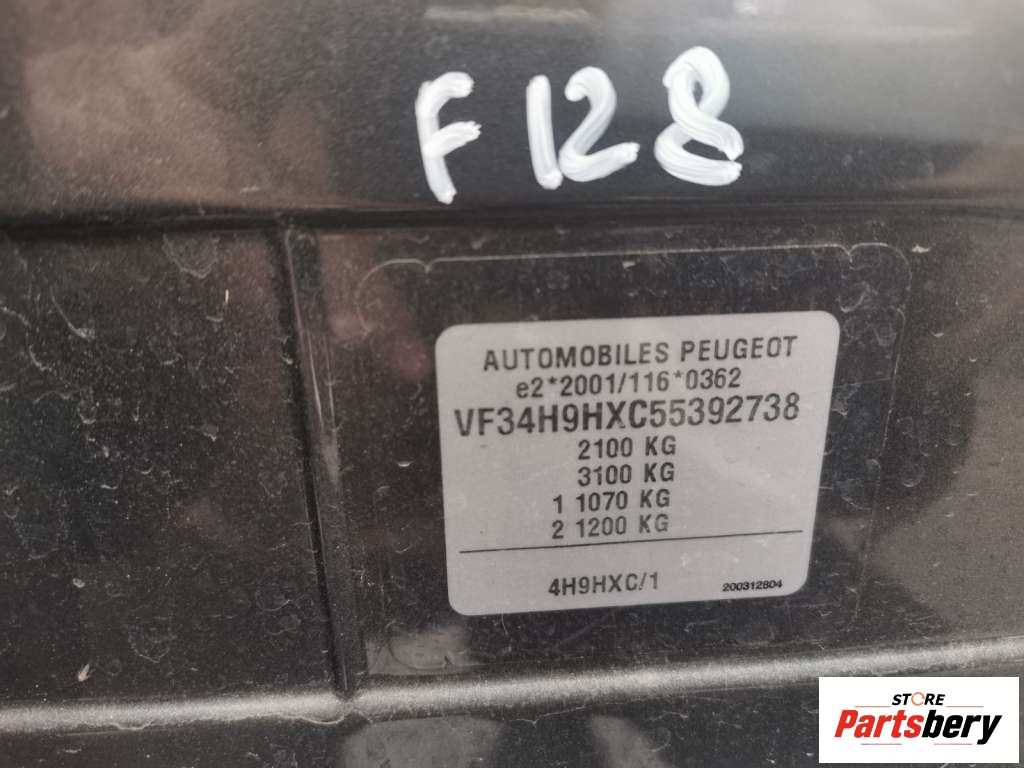 F128
AUTOMOBILES PEUGEOT
e2*2001/116*0362
VF34H9HXC55392738
2100 KG
3100 KG
1 1070 KG
2 1200 KG
4H9HXC/1
200312804
STORE
Partsbery